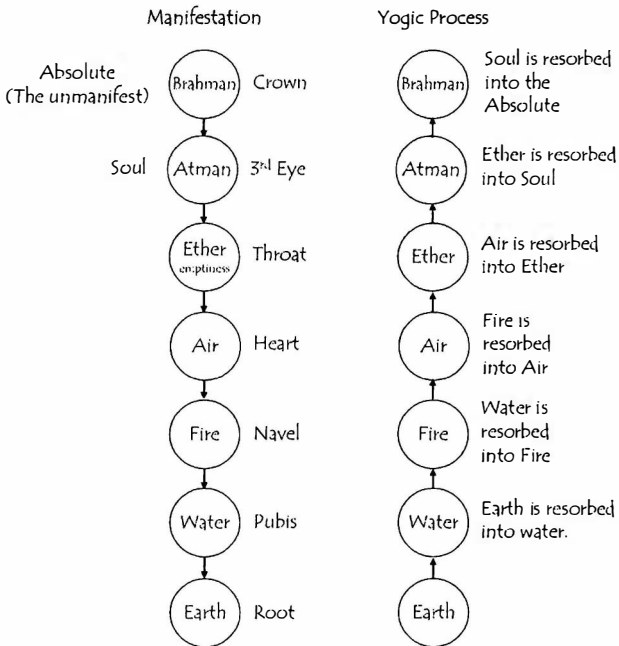 Manifestation
Absolute
(The unmanifest)
Brahman
Crown
Soul
Atman
3rd Eye
Ether
emptiness
Throat
Air
Heart
Fire
Navel
Water
Pubis
Earth
Root
Yogic Process
Brahman
Soul is resorbed
into the
Absolute
Atman
Ether is resorbed
into Soul
Ether
Air is resorbed
into Ether
Air
Fire is
resorbed
into Air
Fire
Water is
resorbed
into Fire
Water
Earth is resorbed
into water.
Earth